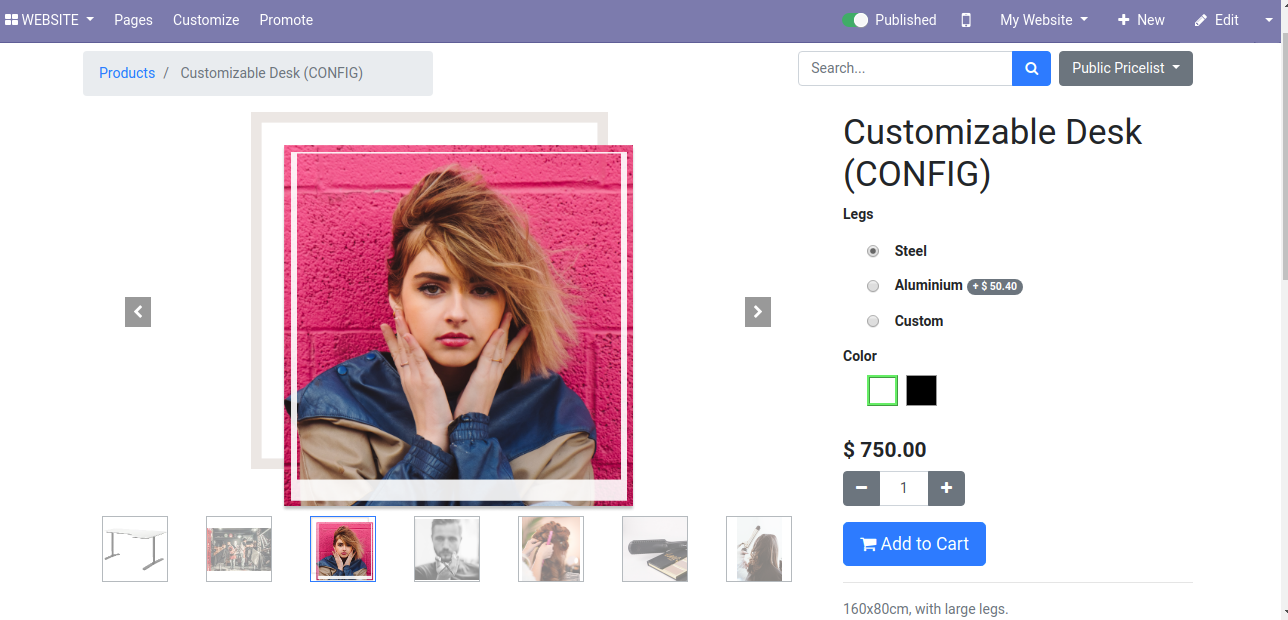 WEBSITE Pages Customize Promote Published My Website New Edit
Products / Customizable Desk (CONFIG)
Search...
Public Pricelist
Customizable Desk
(CONFIG)
Legs
Steel
Aluminium + $ 50.40
Custom
Color
$ 750.00
1
Add to Cart
160x80cm, with large legs.